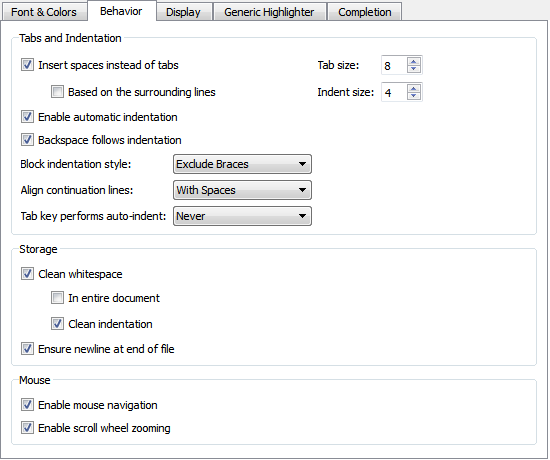 Font & Colors Behavior Display Generic Highlighter Completion
Tabs and Indentation
Insert spaces instead of tabs Tab size: 8
Based on the surrounding lines Indent size: 4
Enable automatic indentation
Backspace follows indentation
Block indentation style: Exclude Braces
Align continuation lines: With Spaces
Tab key performs auto-indent: Never
Storage
Clean whitespace
In entire document
Clean indentation
Ensure newline at end of file
Mouse
Enable mouse navigation
Enable scroll wheel zooming